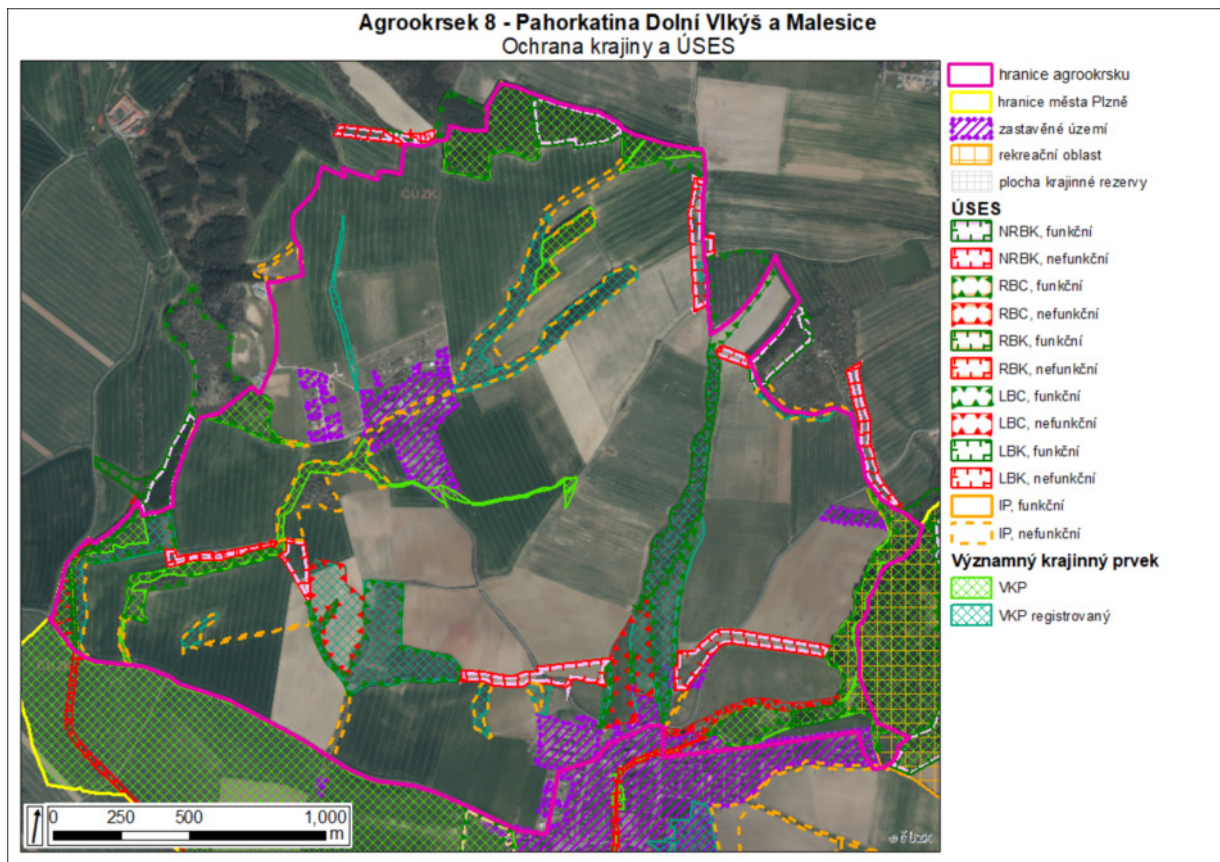 Agrookrsek 8 - Pahorkatina Dolní Vlkýš a Malesice
Ochrana krajiny a ÚSES
hranice agrookrsku
hranice města Plzně
zastavěné území
rekreační oblast
plocha krajinné rezervy
ÚSES
NRBK, funkční
NRBK, nefunkční
RBC, funkční
RBC, nefunkční
RBK, funkční
RBK, nefunkční
LBC, funkční
LBC, nefunkční
LBK, funkční
LBK, nefunkční
IP, funkční
IP, nefunkční
Významný krajinný prvek
VKP
VKP registrovaný
ČÚZK
0 250 500 1,000
m
© ČÚZK